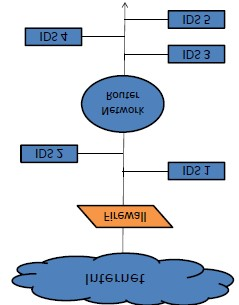 Internet
Firewall
IDS 1
IDS 2
Network
Router
IDS 3
IDS 4
IDS 5